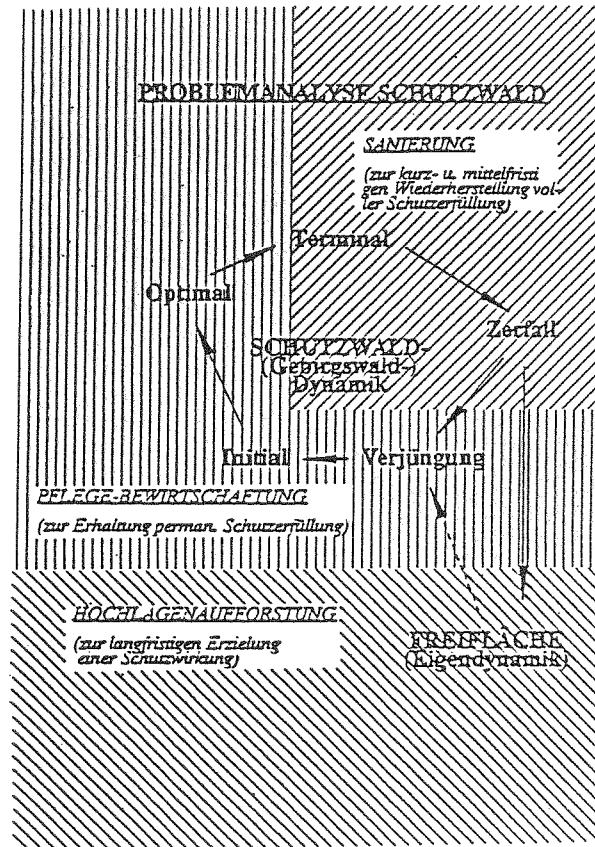 PROBLEMANALYSE SCHUTZWALD
SANIERUNG
(zur kurz- u. mittelfristi
gen Wiederherstellung vol-
ler Schutzerfüllung)
Terminal
Optimal
Zerfall
SCHUTZWALD-
(Gebirgswald-)
Dynamik
Initial
Verjüngung
PFLEGE-BEWIRTSCHAFTUNG
(zur Erhaltung perman. Schutzerfüllung)
HOCHLAGENAUFFORSTUNG
(zur langfristigen Erzielung
einer Schutzwirkung)
FREIFLÄCHE
(Eigendynamik)